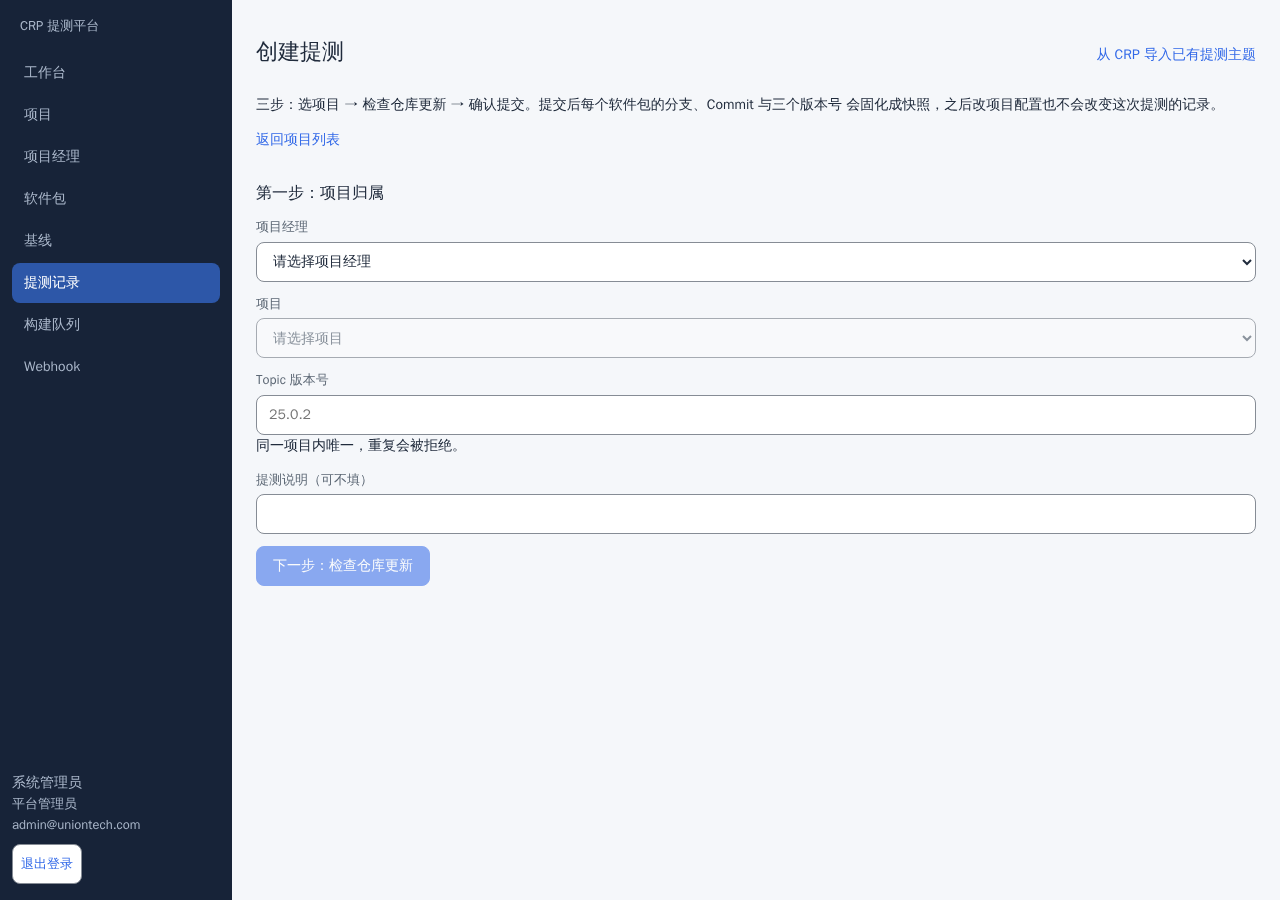 CRP 提测平台
工作台
项目
项目经理
软件包
基线
提测记录
构建队列
Webhook
系统管理员
平台管理员
admin@uniontech.com
退出登录
创建提测
从 CRP 导入已有提测主题
三步：选项目 → 检查仓库更新 → 确认提交。提交后每个软件包的分支、Commit 与三个版本号 会固化成快照，之后改项目配置也不会改变这次提测的记录。
返回项目列表
第一步：项目归属
项目经理
请选择项目经理
项目
请选择项目
Topic 版本号
25.0.2
同一项目内唯一，重复会被拒绝。
提测说明（可不填）
下一步：检查仓库更新